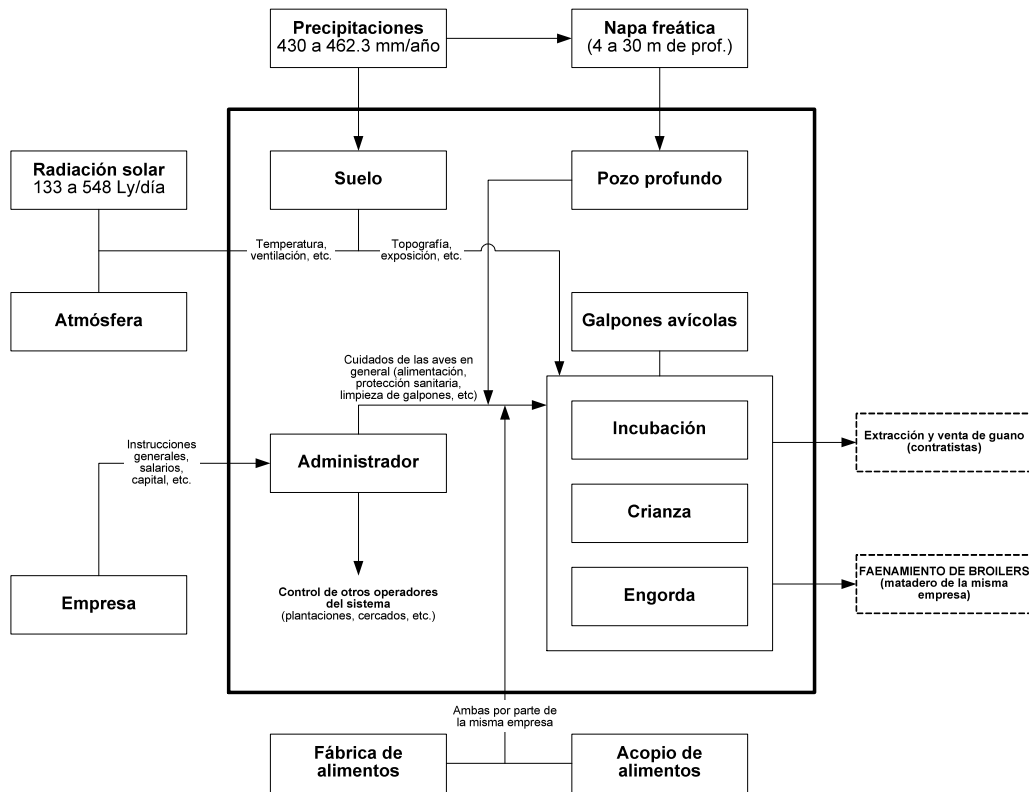 Precipitaciones
430 a 462.3 mm/año
Napa freática
(4 a 30 m de prof.)
Radiación solar
133 a 548 Ly/día
Suelo
Pozo profundo
Temperatura,
ventilación, etc.
Topografía,
exposición, etc.
Atmósfera
Galpones avícolas
Cuidados de las aves en
general (alimentación,
protección sanitaria,
limpieza de galpones, etc)
Incubación
Extracción y venta de guano
(contratistas)
Instrucciones
generales,
salarios,
capital, etc.
Administrador
Crianza
Empresa
Control de otros operadores
del sistema
(plantaciones, cercados, etc.)
Engorda
FAENAMIENTO DE BROILERS
(matadero de la misma
empresa)
Ambas por parte de
la misma empresa
Fábrica de
alimentos
Acopio de
alimentos